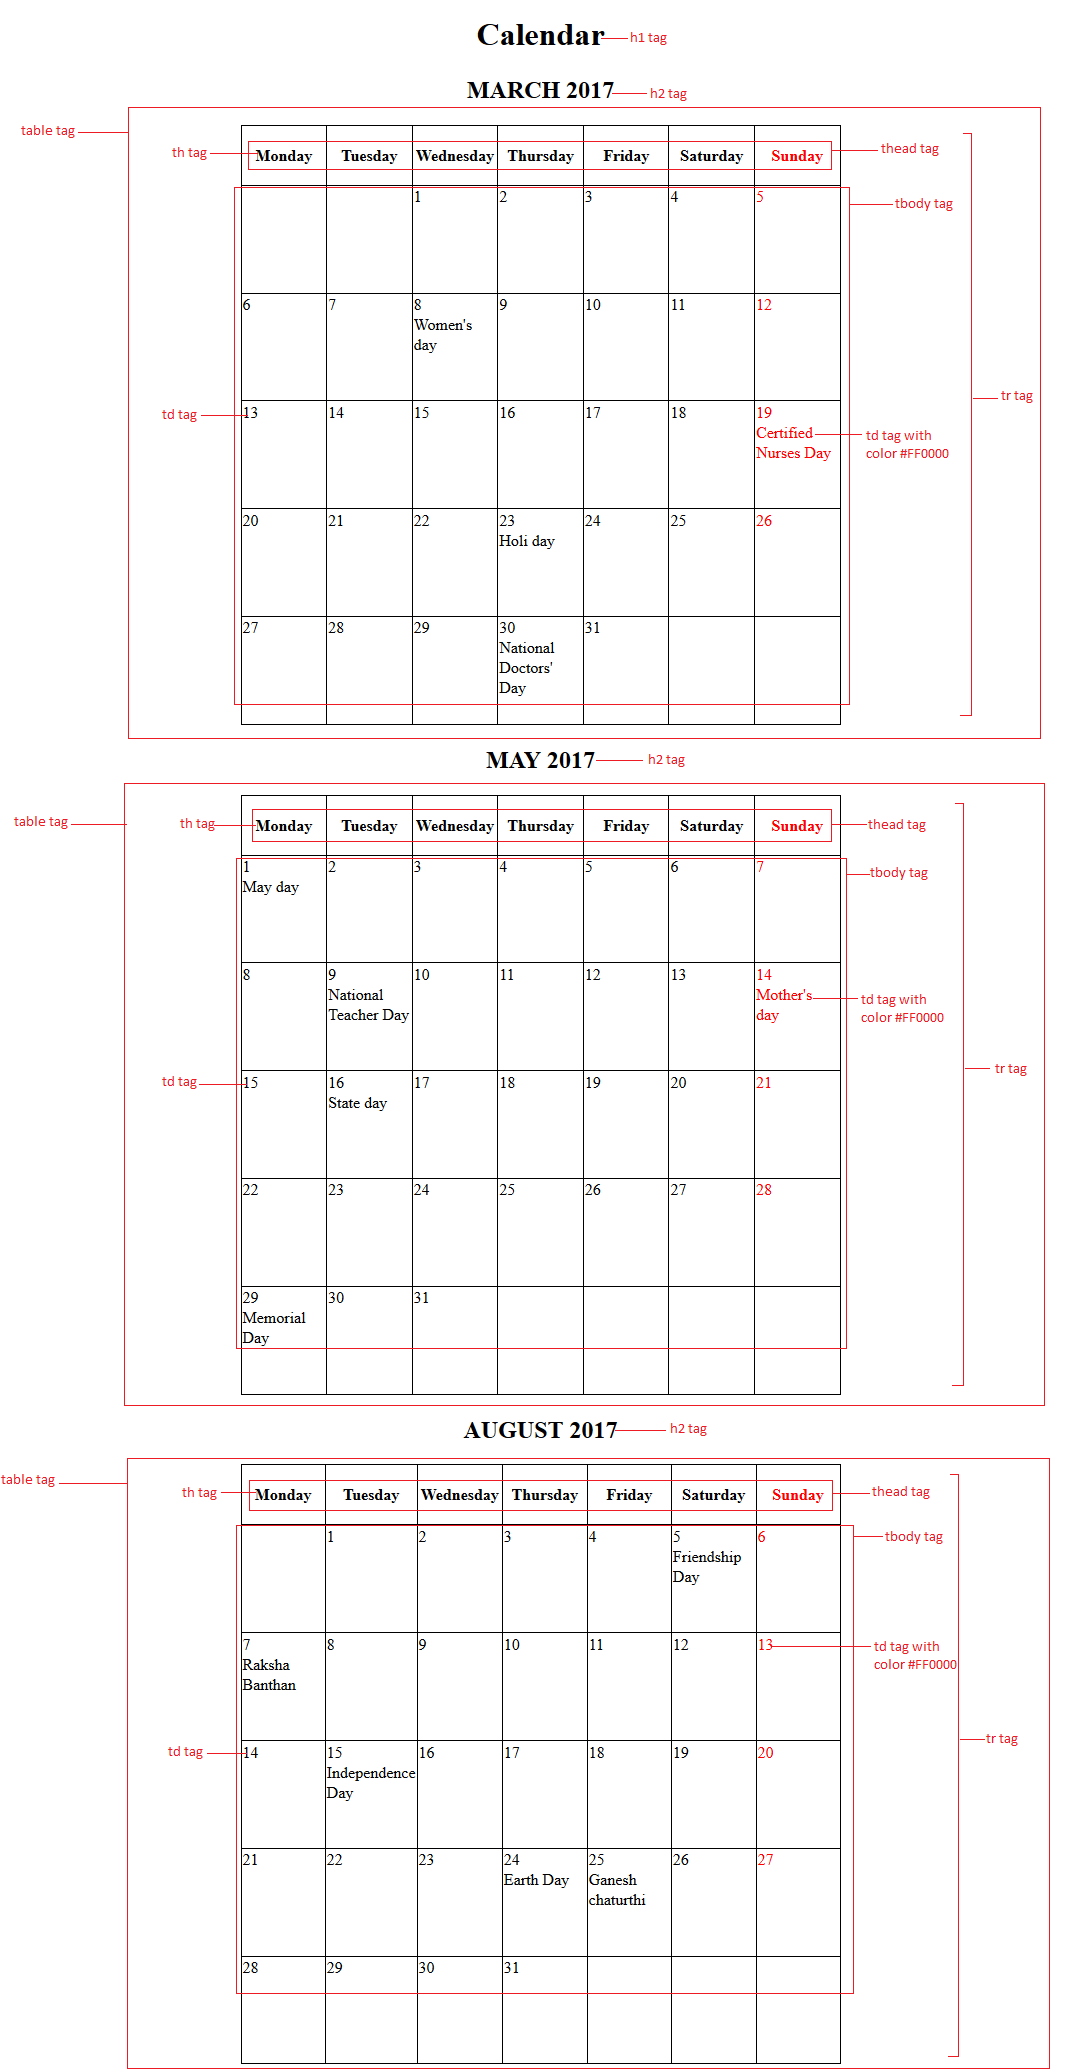 Calendar h1 tag
MARCH 2017 h2 tag
table tag
th tag Monday Tuesday Wednesday Thursday Friday Saturday Sunday thead tag
1 2 3 4 5 tbody tag
6 7 8 9 10 11 12
Women's
day
tr tag
td tag 13 14 15 16 17 18 19
Certified td tag with
Nurses Day color #FF0000
20 21 22 23 24 25 26
Holi day
27 28 29 30 31
National
Doctors'
Day
MAY 2017 h2 tag
table tag th tag Monday Tuesday Wednesday Thursday Friday Saturday Sunday thead tag
1 2 3 4 5 6 7 tbody tag
May day
8 9 10 11 12 13 14
National Mother's td tag with
Teacher Day day color #FF0000
tr tag
td tag 15 16 17 18 19 20 21
State day
22 23 24 25 26 27 28
29 30 31
Memorial
Day
AUGUST 2017 h2 tag
table tag
th tag Monday Tuesday Wednesday Thursday Friday Saturday Sunday thead tag
1 2 3 4 5 6 tbody tag
Friendship
Day
7 8 9 10 11 12 13 td tag with
Raksha color #FF0000
Banthan
tr tag
td tag 14 15 16 17 18 19 20
Independence
Day
21 22 23 24 25 26 27
Earth Day Ganesh
chaturthi
28 29 30 31